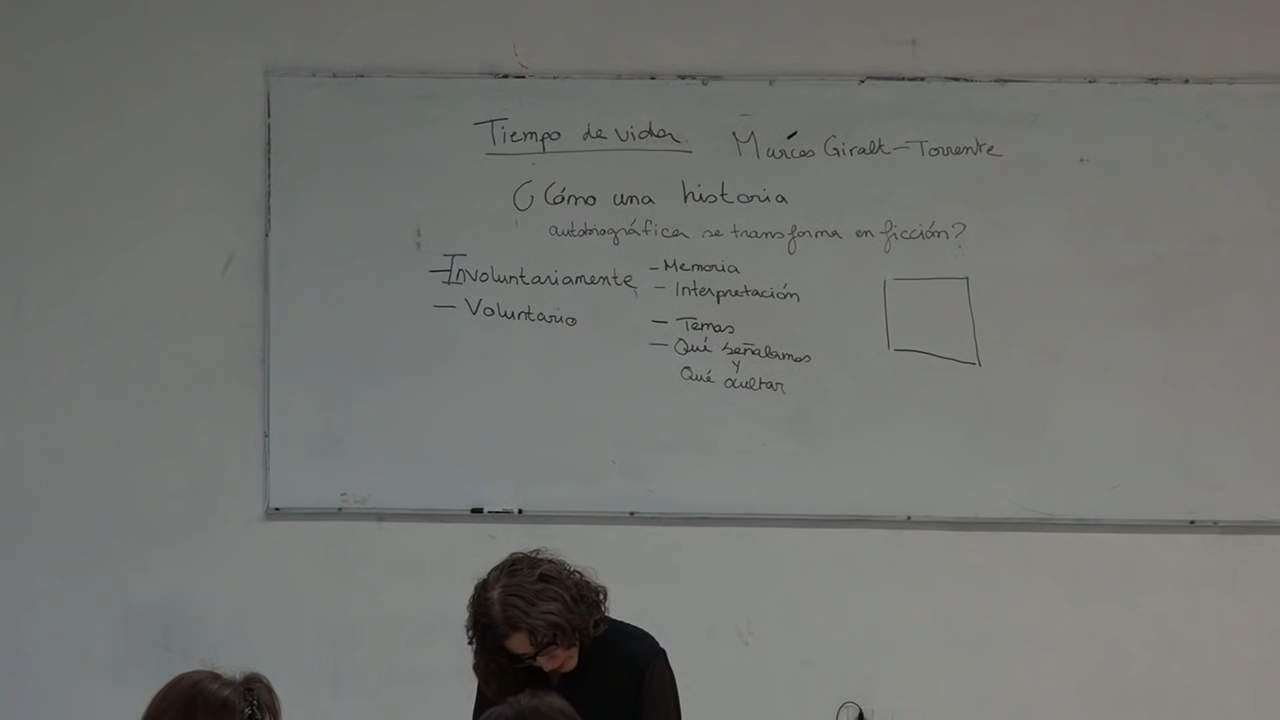 Tiempo de vida. Marcos Giralt-Torrente
¿Cómo una historia
autobiográfica se transforma en ficción?
- Involuntariamente - Memoria
- Interpretación
- Voluntario - Temas
- Qué señalamos
y
Qué ocultar